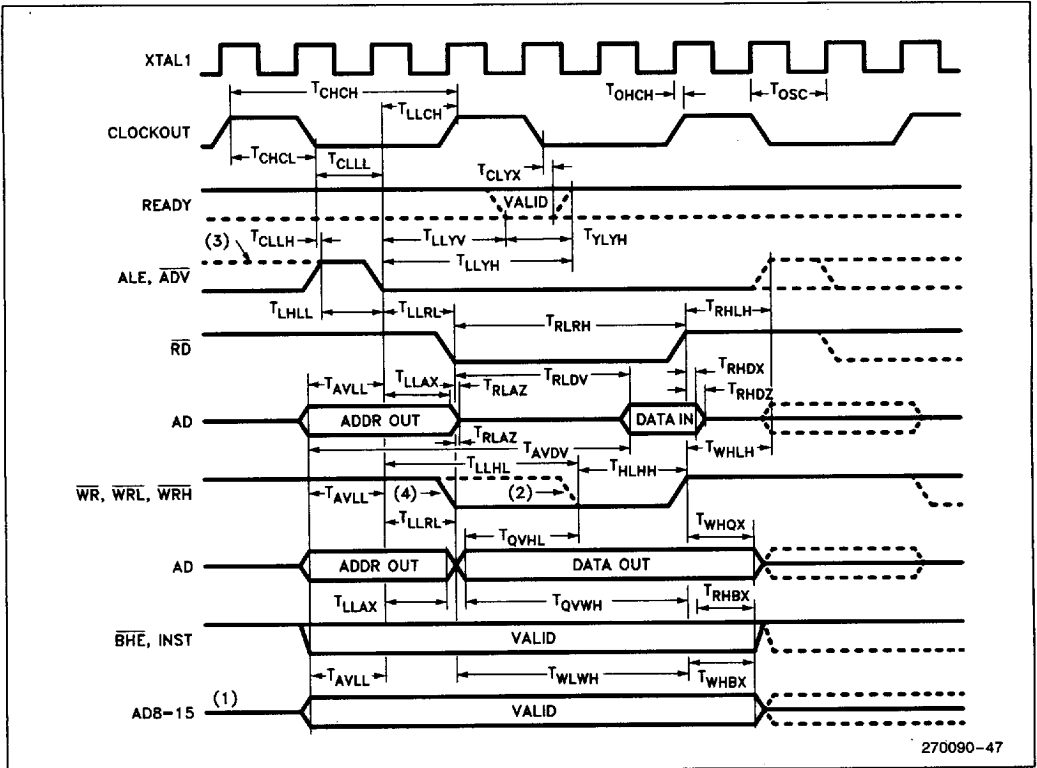 XTAL1
TCHCH
TOHCH
TOSC
TLLCH
CLOCKOUT
TCHCL
TCLLL
TCLYX
READY
VALID
(3)
TCLLH
TLLYV
TYLYH
TLLYH
ALE, ADV
TLHLL
TLLRL
TRLRH
TRHLH
RD
TAVLL
TLLAX
TRLAZ
TRLDV
TRHDX
TRHDZ
AD
ADDR OUT
DATA IN
TRLAZ
TAVDV
TWHLH
TLLHL
THLHH
WR, WRL, WRH
TAVLL
(4)
(2)
TLLRL
TQVHL
TWHQX
AD
ADDR OUT
DATA OUT
TLLAX
TQVWH
TRHBX
BHE, INST
VALID
TAVLL
TWLWH
TWHBX
AD8-15
(1)
VALID
270090-47